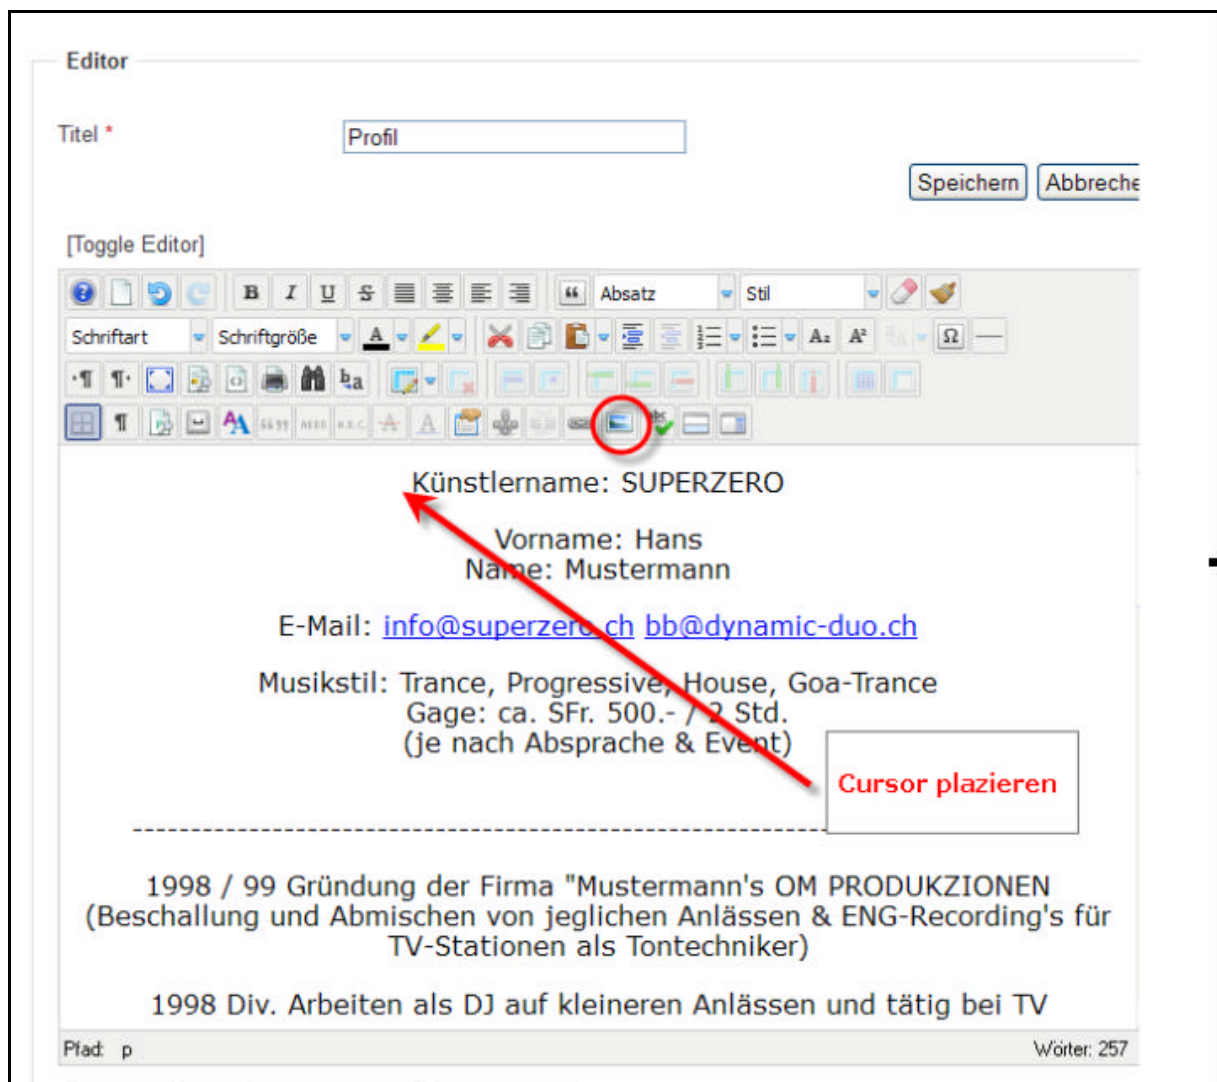 Editor
Titel *
Profil
Speichern Abbreche
[Toggle Editor]
B I U S Absatz Stil
Schriftart Schriftgröße A A₂ A² Ω
Künstlername: SUPERZERO
Vorname: Hans
Name: Mustermann
E-Mail: info@superzero.ch bb@dynamic-duo.ch
Musikstil: Trance, Progressive, House, Goa-Trance
Gage: ca. SFr. 500.- / 2 Std.
(je nach Absprache & Event)
Cursor plazieren
------------------------------------------------------------
1998 / 99 Gründung der Firma "Mustermann's OM PRODUKZIONEN
(Beschallung und Abmischen von jeglichen Anlässen & ENG-Recording's für
TV-Stationen als Tontechniker)
1998 Div. Arbeiten als DJ auf kleineren Anlässen und tätig bei TV
Pfad: p
Wörter: 257